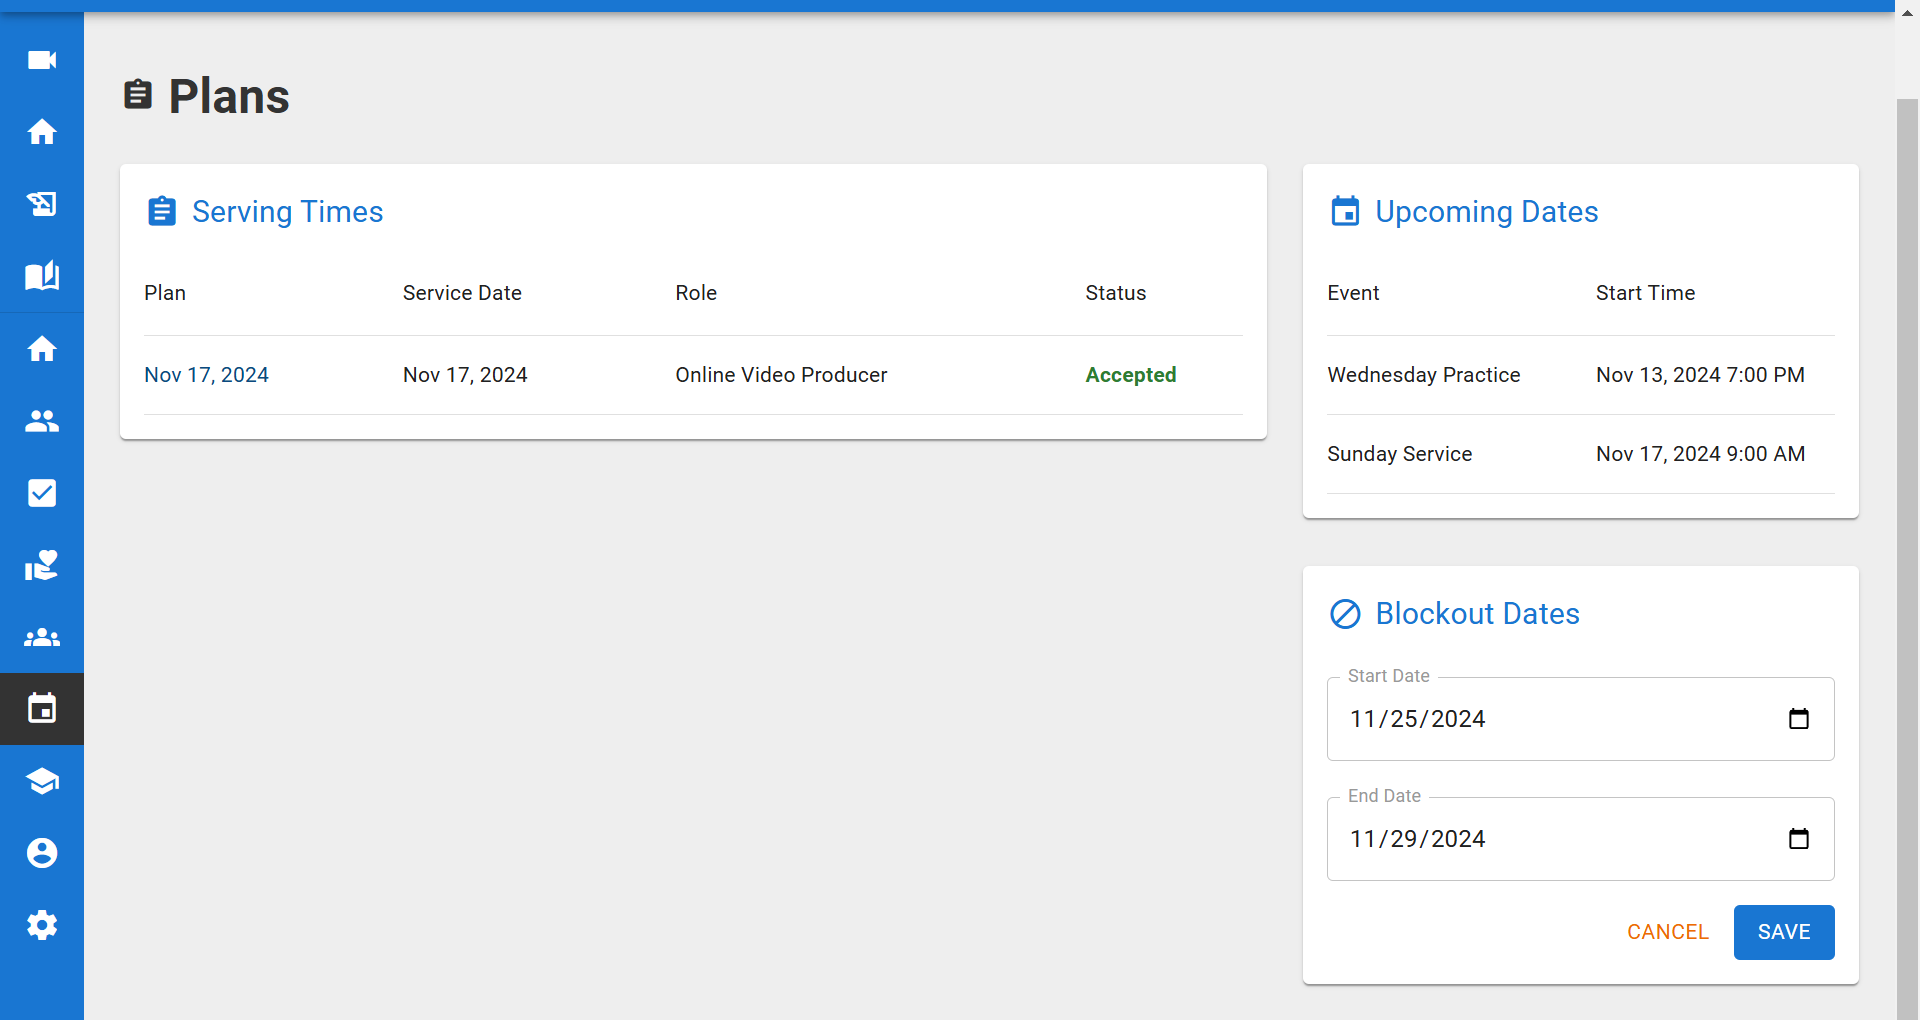 Plans
Serving Times
Plan Service Date Role Status
Nov 17, 2024 Nov 17, 2024 Online Video Producer Accepted
Upcoming Dates
Event Start Time
Wednesday Practice Nov 13, 2024 7:00 PM
Sunday Service Nov 17, 2024 9:00 AM
Blockout Dates
Start Date
11/25/2024
End Date
11/29/2024
CANCEL SAVE